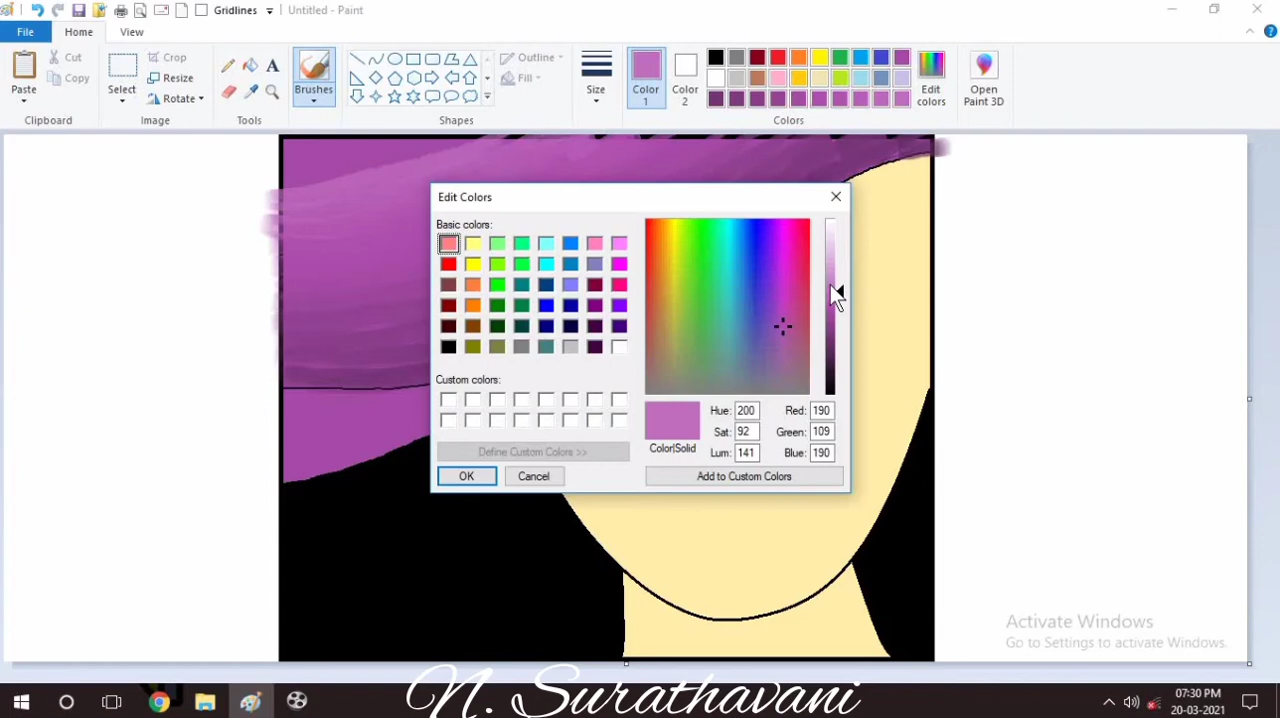 Gridlines
Untitled - Paint
File
Home
View
Paste
Cut
Copy
Clipboard
Select
Crop
Resize
Rotate
Image
Tools
Brushes
Outline
Fill
Shapes
Size
Color 1
Color 2
Edit colors
Colors
Open Paint 3D
Edit Colors
Basic colors:
Custom colors:
Define Custom Colors >>
OK
Cancel
Color|Solid
Hue: 200
Sat: 92
Lum: 141
Red: 190
Green: 109
Blue: 190
Add to Custom Colors
Activate Windows
Go to Settings to activate Windows.
N. Surathavani
07:30 PM
20-03-2021